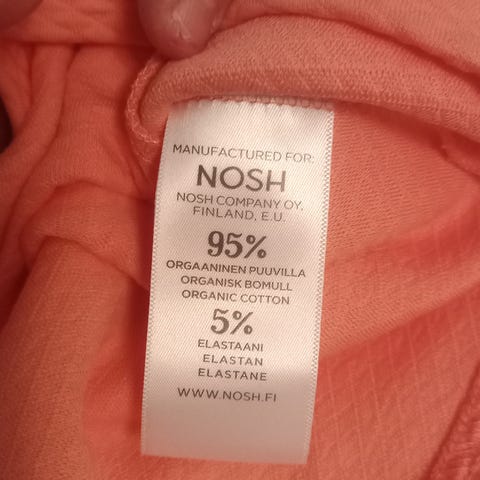 MANUFACTURED FOR:
NOSH
NOSH COMPANY OY,
FINLAND, E.U.
95%
ORGAANINEN PUUVILLA
ORGANISK BOMULL
ORGANIC COTTON
5%
ELASTAANI
ELASTAN
ELASTANE
WWW.NOSH.FI